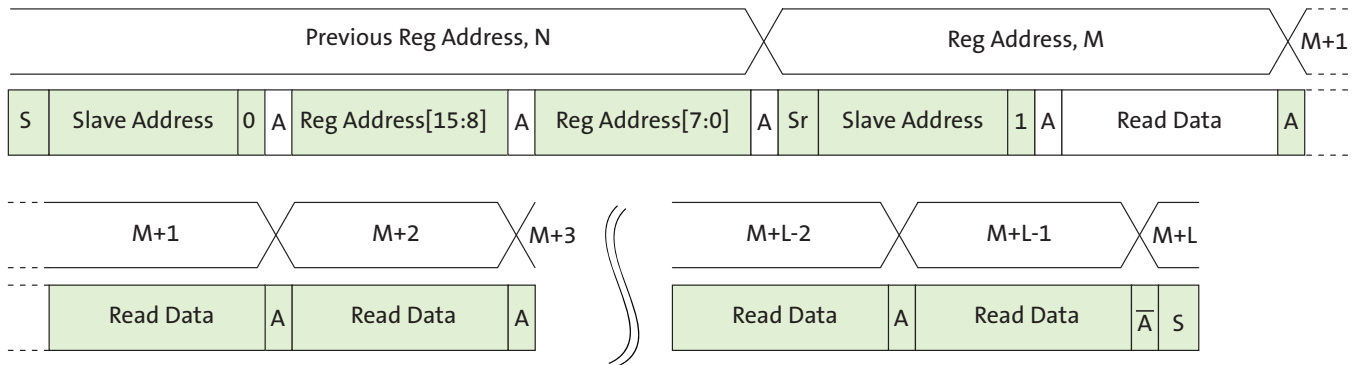 Previous Reg Address, N Reg Address, M M+1
S Slave Address 0 A Reg Address[15:8] A Reg Address[7:0] A Sr Slave Address 1 A Read Data A
M+1 M+2 M+3 M+L-2 M+L-1 M+L
Read Data A Read Data A Read Data A Read Data A̅ S